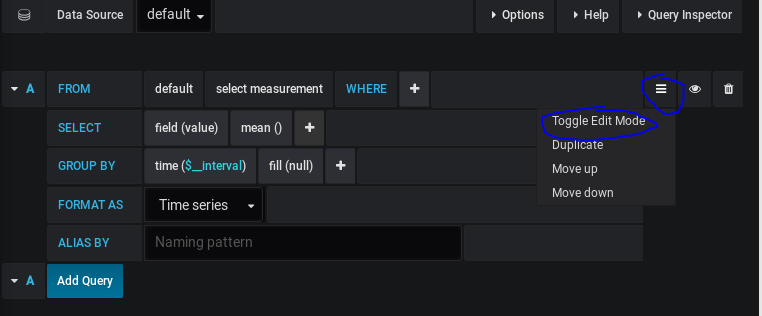 Data Source default Options Help Query Inspector
A FROM default select measurement WHERE +
Toggle Edit Mode
SELECT field (value) mean () +
Duplicate
GROUP BY time ($__interval) fill (null) +
Move up
Move down
FORMAT AS Time series
ALIAS BY Naming pattern
A Add Query